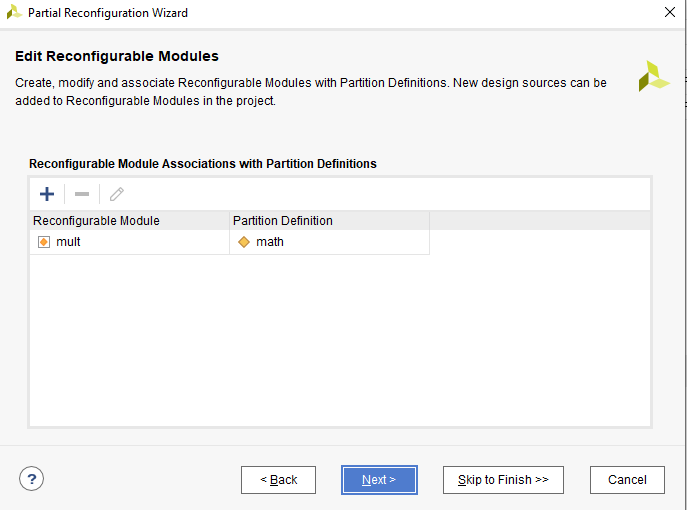 Partial Reconfiguration Wizard
Edit Reconfigurable Modules
Create, modify and associate Reconfigurable Modules with Partition Definitions. New design sources can be
added to Reconfigurable Modules in the project.
Reconfigurable Module Associations with Partition Definitions
Reconfigurable Module Partition Definition
mult math
? < Back Next > Skip to Finish >> Cancel